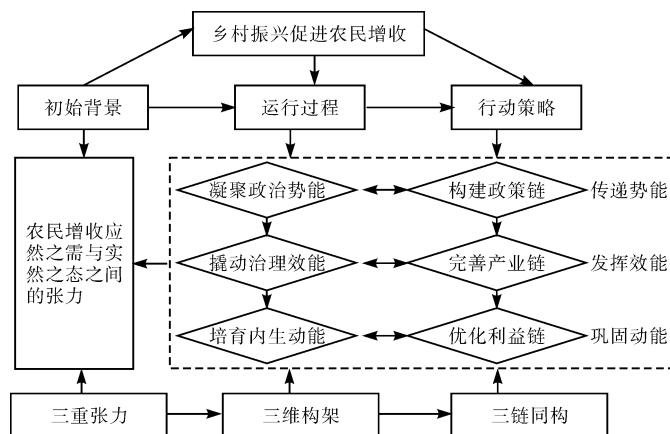 乡村振兴促进农民增收
初始背景
运行过程
行动策略
农民增收应
然之需与实
然之态之间
的张力
凝聚政治势能
构建政策链
传递势能
撬动治理效能
完善产业链
发挥效能
培育内生动能
优化利益链
巩固动能
三重张力
三维构架
三链同构